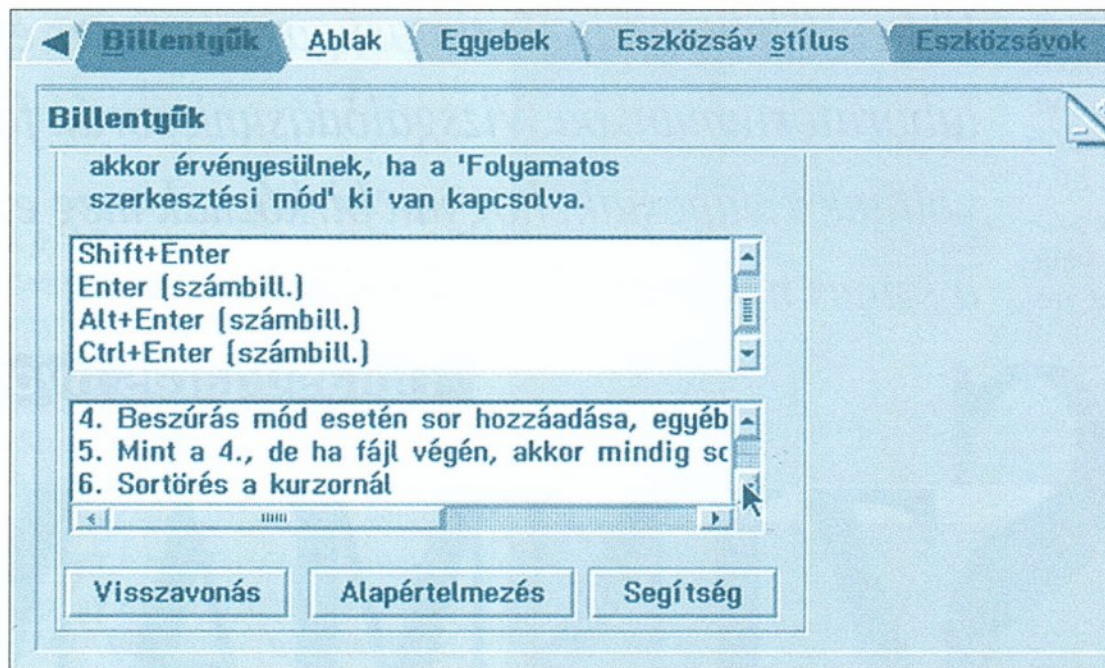 Billentyűk Ablak Egyebek Eszközsáv stílus Eszközsávok
Billentyűk
akkor érvényesülnek, ha a 'Folyamatos
szerkesztési mód' ki van kapcsolva.
Shift+Enter
Enter (számbill.)
Alt+Enter (számbill.)
Ctrl+Enter (számbill.)
4. Beszúrás mód esetén sor hozzáadása, egyéb
5. Mint a 4., de ha fájl végén, akkor mindig
6. Sortörés a kurzornál
Visszavonás Alapértelmezés Segítség